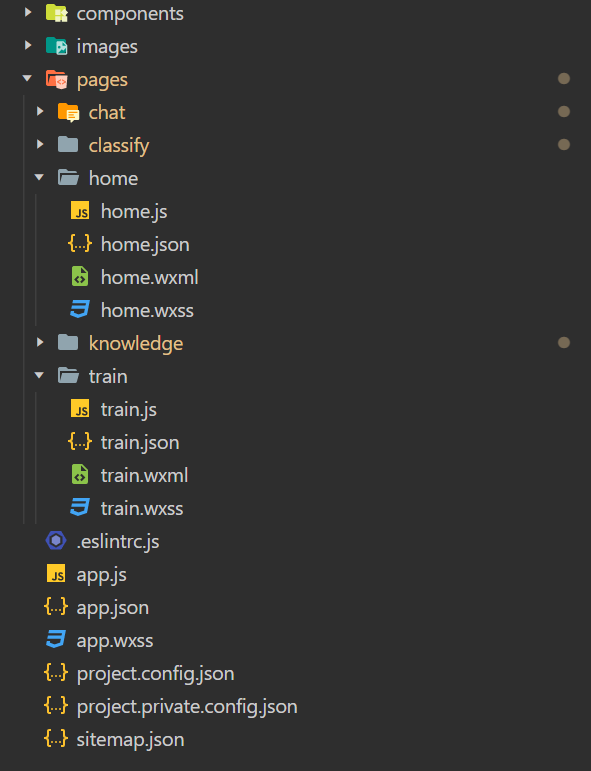 components
images
pages
chat
classify
home
home.js
home.json
home.wxml
home.wxss
knowledge
train
train.js
train.json
train.wxml
train.wxss
.eslintrc.js
app.js
app.json
app.wxss
project.config.json
project.private.config.json
sitemap.json